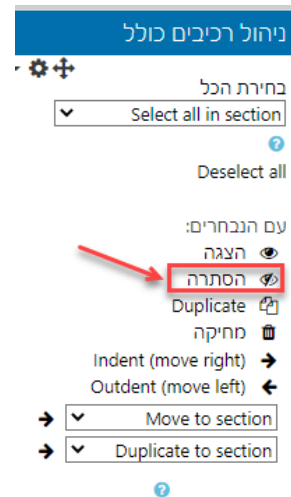 ניהול רכיבים כולל
בחירת הכל
Select all in section
Deselect all
עם הנבחרים:
הצגה
הסתרה
Duplicate
מחיקה
Indent (move right)
Outdent (move left)
Move to section
Duplicate to section